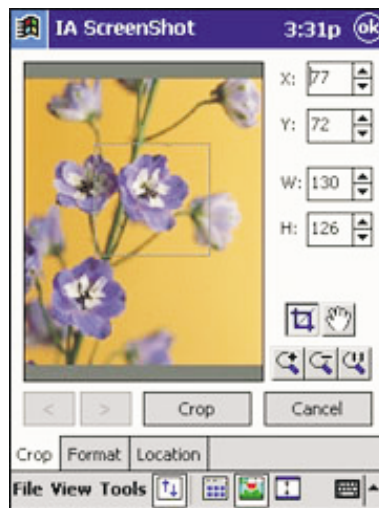 IA ScreenShot 3:31p ok
X: 77
Y: 72
W: 130
H: 126
< > Crop Cancel
Crop Format Location
File View Tools